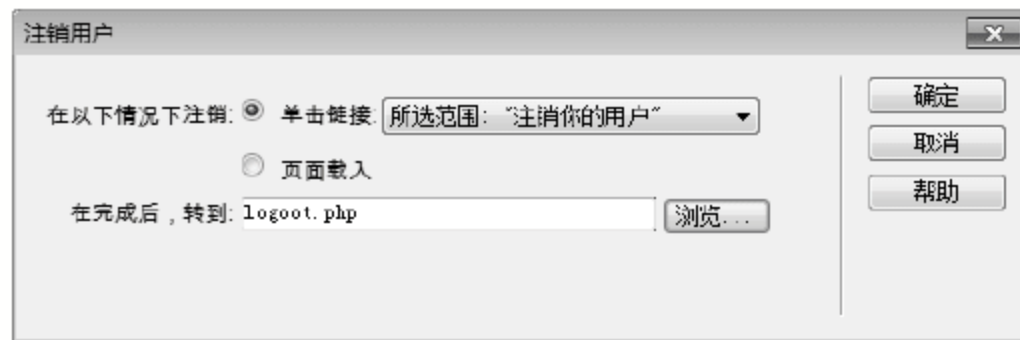 注销用户
在以下情况下注销: 单击链接: 所选范围: “注销你的用户”
页面载入
在完成后，转到: logoot.php 浏览...
确定
取消
帮助